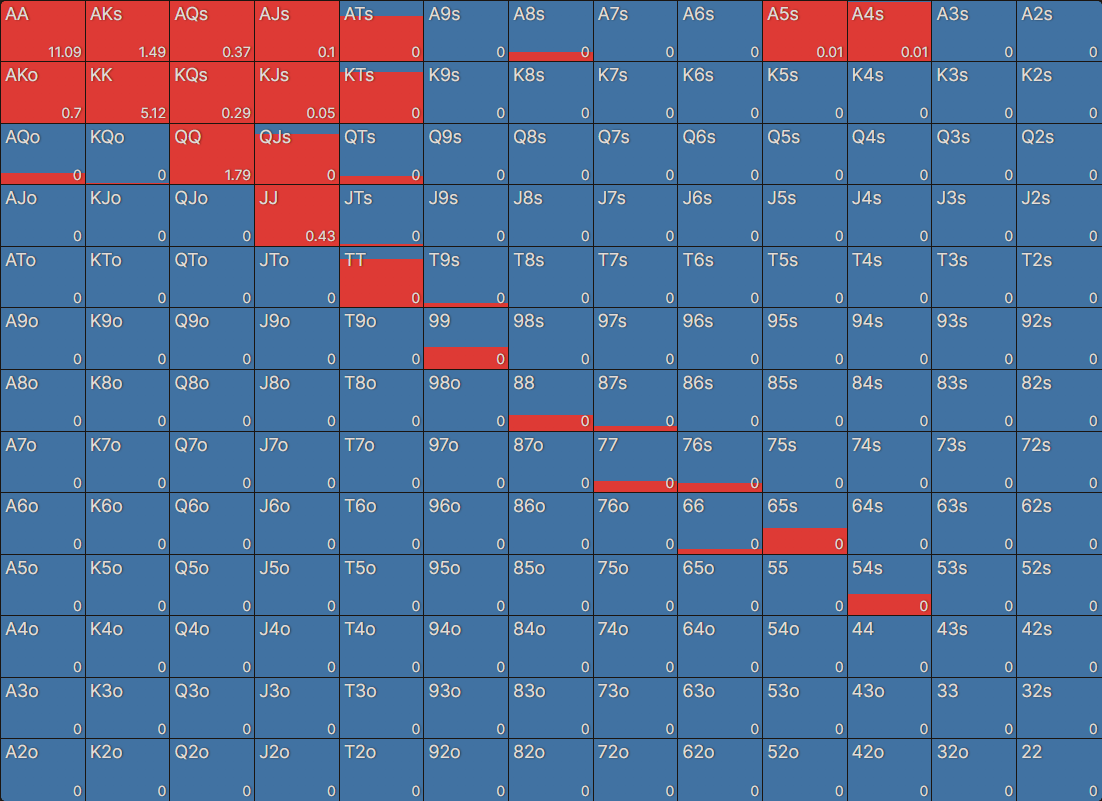 AA AKs AQs AJs ATs A9s A8s A7s A6s A5s A4s A3s A2s
11.09 1.49 0.37 0.1 0 0 0 0 0 0.01 0.01 0 0
AKo KK KQs KJs KTs K9s K8s K7s K6s K5s K4s K3s K2s
0.7 5.12 0.29 0.05 0 0 0 0 0 0 0 0 0
AQo KQo QQ QJs QTs Q9s Q8s Q7s Q6s Q5s Q4s Q3s Q2s
0 0 1.79 0 0 0 0 0 0 0 0 0 0
AJo KJo QJo JJ JTs J9s J8s J7s J6s J5s J4s J3s J2s
0 0 0 0.43 0 0 0 0 0 0 0 0 0
ATo KTo QTo JTo TT T9s T8s T7s T6s T5s T4s T3s T2s
0 0 0 0 0 0 0 0 0 0 0 0 0
A9o K9o Q9o J9o T9o 99 98s 97s 96s 95s 94s 93s 92s
0 0 0 0 0 0 0 0 0 0 0 0 0
A8o K8o Q8o J8o T8o 98o 88 87s 86s 85s 84s 83s 82s
0 0 0 0 0 0 0 0 0 0 0 0 0
A7o K7o Q7o J7o T7o 97o 87o 77 76s 75s 74s 73s 72s
0 0 0 0 0 0 0 0 0 0 0 0 0
A6o K6o Q6o J6o T6o 96o 86o 76o 66 65s 64s 63s 62s
0 0 0 0 0 0 0 0 0 0 0 0 0
A5o K5o Q5o J5o T5o 95o 85o 75o 65o 55 54s 53s 52s
0 0 0 0 0 0 0 0 0 0 0 0 0
A4o K4o Q4o J4o T4o 94o 84o 74o 64o 54o 44 43s 42s
0 0 0 0 0 0 0 0 0 0 0 0 0
A3o K3o Q3o J3o T3o 93o 83o 73o 63o 53o 43o 33 32s
0 0 0 0 0 0 0 0 0 0 0 0 0
A2o K2o Q2o J2o T2o 92o 82o 72o 62o 52o 42o 32o 22
0 0 0 0 0 0 0 0 0 0 0 0 0